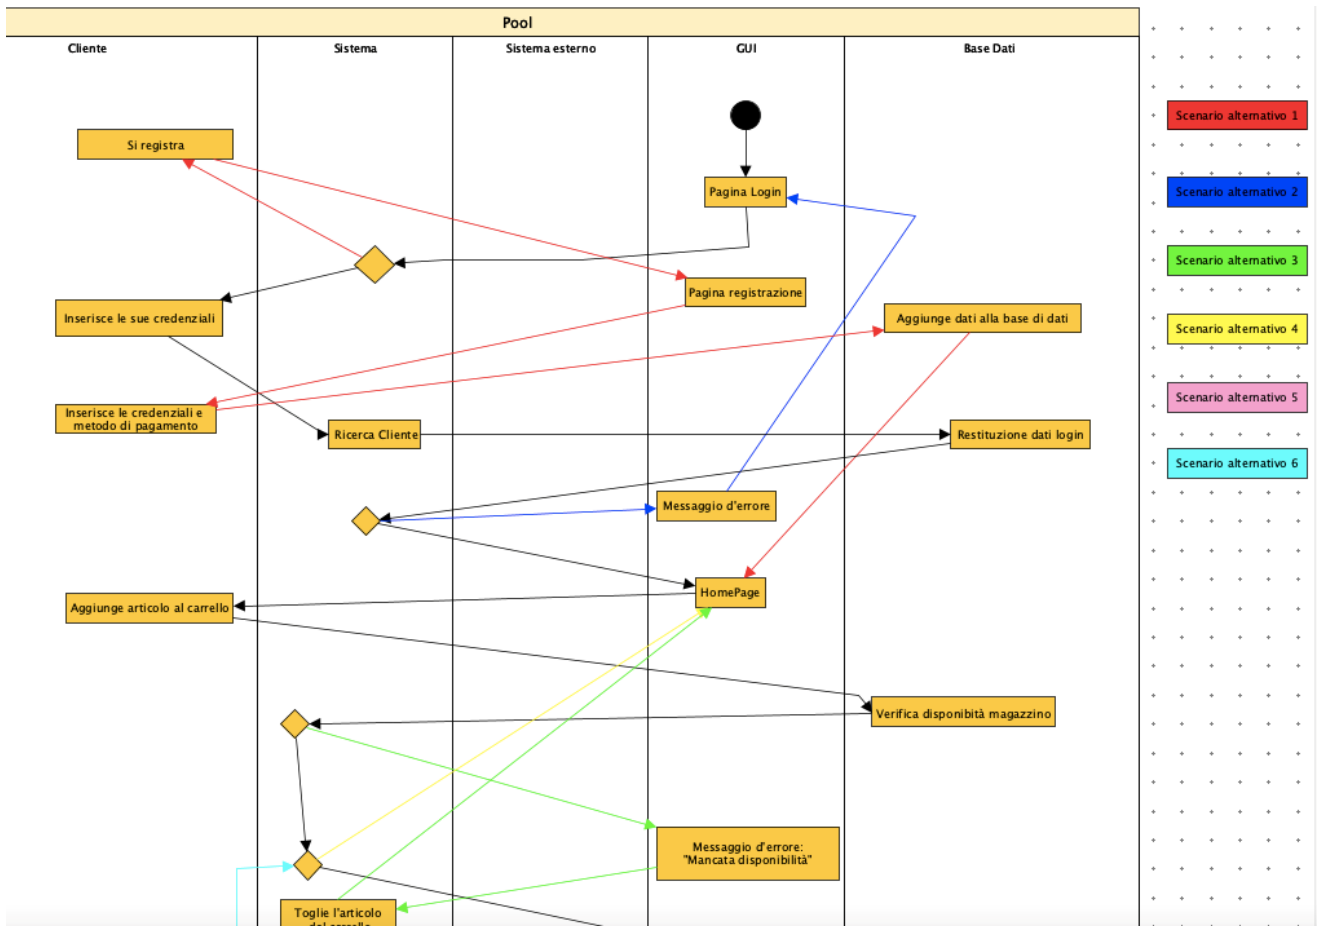 Pool
Cliente
Sistema
Sistema esterno
GUI
Base Dati
Scenario alternativo 1
Si registra
Pagina Login
Scenario alternativo 2
Scenario alternativo 3
Pagina registrazione
Inserisce le sue credenziali
Aggiunge dati alla base di dati
Scenario alternativo 4
Scenario alternativo 5
Inserisce le credenziali e
metodo di pagamento
Ricerca Cliente
Restituzione dati login
Scenario alternativo 6
Messaggio d'errore
HomePage
Aggiunge articolo al carrello
Verifica disponibità magazzino
Messaggio d'errore:
"Mancata disponibilità"
Toglie l'articolo